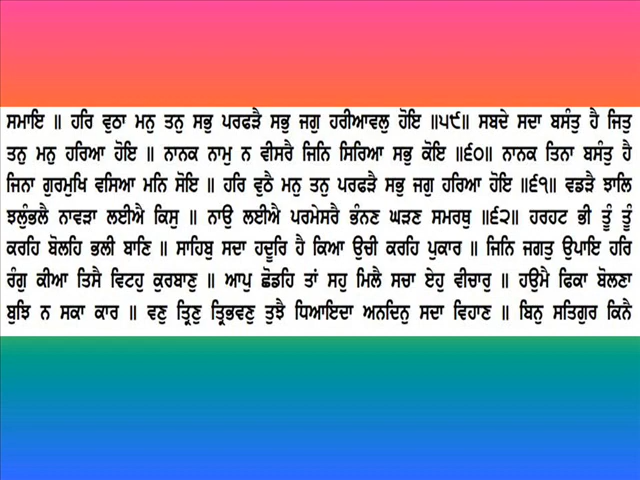 ਸਮਾਇ ॥ ਹਰਿ ਵੁਠਾ ਮਨੁ ਤਨੁ ਸਭੁ ਪਰਫੜੈ ਸਭੁ ਜਗੁ ਹਰੀਆਵਲੁ ਹੋਇ ॥੫੯॥ ਸਬਦੇ ਸਦਾ ਬਸੰਤੁ ਹੈ ਜਿਤੁ
ਤਨੁ ਮਨੁ ਹਰਿਆ ਹੋਇ ॥ ਨਾਨਕ ਨਾਮੁ ਨ ਵੀਸਰੈ ਜਿਨਿ ਸਿਰਿਆ ਸਭੁ ਕੋਇ ॥੬੦॥ ਨਾਨਕ ਤਿਨਾ ਬਸੰਤੁ ਹੈ
ਜਿਨਾ ਗੁਰਮੁਖਿ ਵਸਿਆ ਮਨਿ ਸੋਇ ॥ ਹਰਿ ਵੁਠੈ ਮਨੁ ਤਨੁ ਪਰਫੜੈ ਸਭੁ ਜਗੁ ਹਰਿਆ ਹੋਇ ॥੬੧॥ ਵਡੜੈ ਝਾਲਿ
ਝਲੁੰਭਲੈ ਨਾਵੜਾ ਲਈਐ ਕਿਸੁ ॥ ਨਾਉ ਲਈਐ ਪਰਮੇਸਰੈ ਭੰਨਣ ਘੜਣ ਸਮਰਥੁ ॥੬੨॥ ਹਰਹਟ ਭੀ ਤੂੰ ਤੂੰ
ਕਰਹਿ ਬੋਲਹਿ ਭਲੀ ਬਾਣਿ ॥ ਸਾਹਿਬੁ ਸਦਾ ਹਦੂਰਿ ਹੈ ਕਿਆ ਉਚੀ ਕਰਹਿ ਪੁਕਾਰ ॥ ਜਿਨਿ ਜਗਤੁ ਉਪਾਇ ਹਰਿ
ਰੰਗੁ ਕੀਆ ਤਿਸੈ ਵਿਟਹੁ ਕੁਰਬਾਣੁ ॥ ਆਪੁ ਛੋਡਹਿ ਤਾਂ ਸਹੁ ਮਿਲੈ ਸਚਾ ਏਹੁ ਵੀਚਾਰੁ ॥ ਹਉਮੈ ਫਿਕਾ ਬੋਲਣਾ
ਬੁਝਿ ਨ ਸਕਾ ਕਾਰ ॥ ਵਣੁ ਤ੍ਰਿਣੁ ਤ੍ਰਿਭਵਣੁ ਤੁਝੈ ਧਿਆਇਦਾ ਅਨਦਿਨੁ ਸਦਾ ਵਿਹਾਣ ॥ ਬਿਨੁ ਸਤਿਗੁਰ ਕਿਨੈ